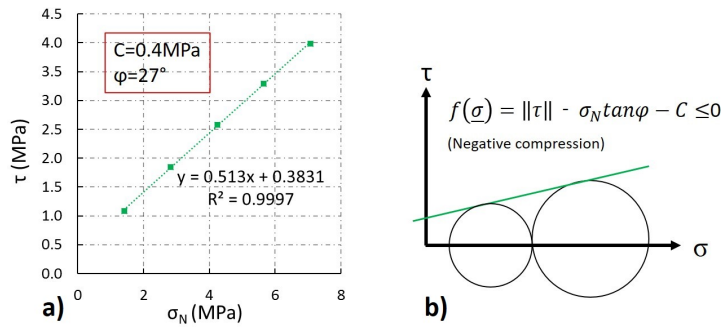 4.5
4.0
3.5
3.0
2.5
2.0
1.5
1.0
0.5
0.0
τ (MPa)
C=0.4MPa
φ=27°
y = 0.513x + 0.3831
R² = 0.9997
0 2 4 6 8
σN (MPa)
a)
τ
f(σ) = ‖τ‖ - σN tanφ − C ≤0
(Negative compression)
σ
b)